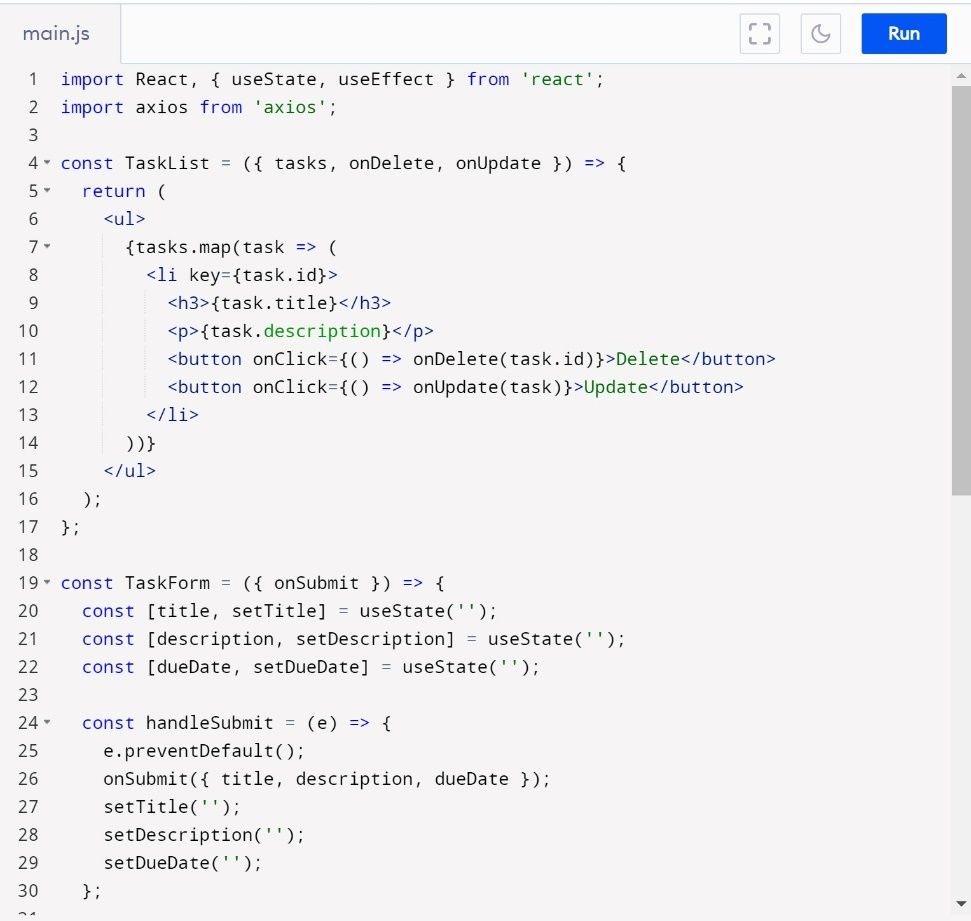 main.js
Run
1 import React, { useState, useEffect } from 'react';
2 import axios from 'axios';
3
4 const TaskList = ({ tasks, onDelete, onUpdate }) => {
5   return (
6     <ul>
7       {tasks.map(task => (
8         <li key={task.id}>
9           <h3>{task.title}</h3>
10           <p>{task.description}</p>
11           <button onClick={() => onDelete(task.id)}>Delete</button>
12           <button onClick={() => onUpdate(task)}>Update</button>
13         </li>
14       ))}
15     </ul>
16   );
17 };
18
19 const TaskForm = ({ onSubmit }) => {
20   const [title, setTitle] = useState('');
21   const [description, setDescription] = useState('');
22   const [dueDate, setDueDate] = useState('');
23
24   const handleSubmit = (e) => {
25     e.preventDefault();
26     onSubmit({ title, description, dueDate });
27     setTitle('');
28     setDescription('');
29     setDueDate('');
30   };